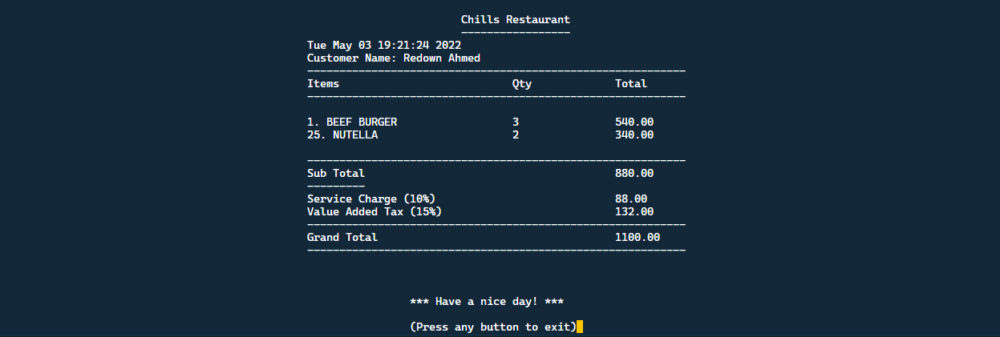 Chills Restaurant
-----------------
Tue May 03 19:21:24 2022
Customer Name: Redown Ahmed
-----------------------------------------------------------
Items Qty Total
-----------------------------------------------------------
1. BEEF BURGER 3 540.00
25. NUTELLA 2 340.00
-----------------------------------------------------------
Sub Total 880.00
---------
Service Charge (10%) 88.00
Value Added Tax (15%) 132.00
-----------------------------------------------------------
Grand Total 1100.00
-----------------------------------------------------------
*** Have a nice day! ***
(Press any button to exit)